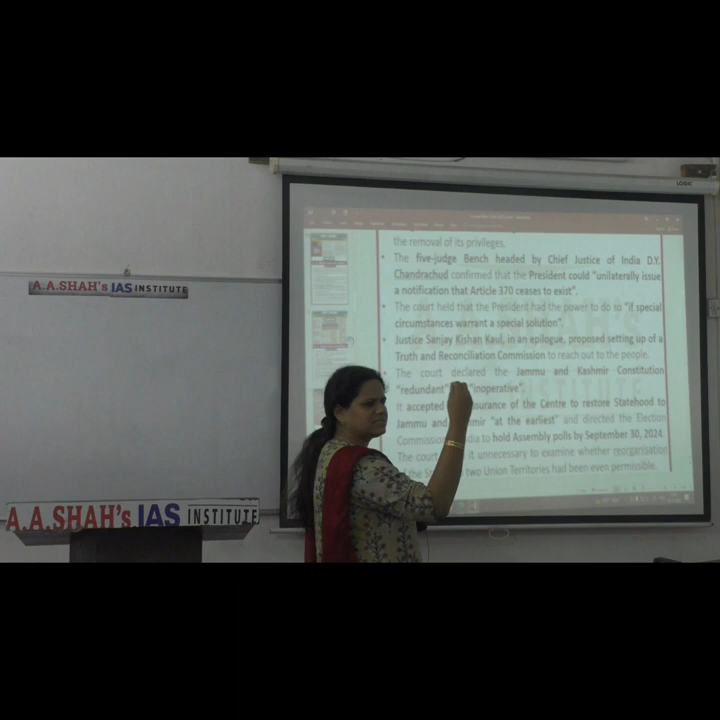 LOGIC
the removal of its privileges.
• The five-judge Bench headed by Chief Justice of India D.Y.
Chandrachud confirmed that the President could "unilaterally issue
a notification that Article 370 ceases to exist".
• The court held that the President had the power to do so "if special
circumstances warrant a special solution".
• Justice Sanjay Kishan Kaul, in an epilogue, proposed setting up of a
Truth and Reconciliation Commission to reach out to the people.
• The court declared the Jammu and Kashmir Constitution
"redundant" "inoperative".
It accepted of the Centre to restore Statehood to
Jammu and "at the earliest" and directed the Election
to hold Assembly polls by September 30, 2024.
The court it unnecessary to examine whether reorganisation
of the two Union Territories had been even permissible.
A.A.SHAH's IAS INSTITUTE
A.A.SHAH's IAS INSTITUTE